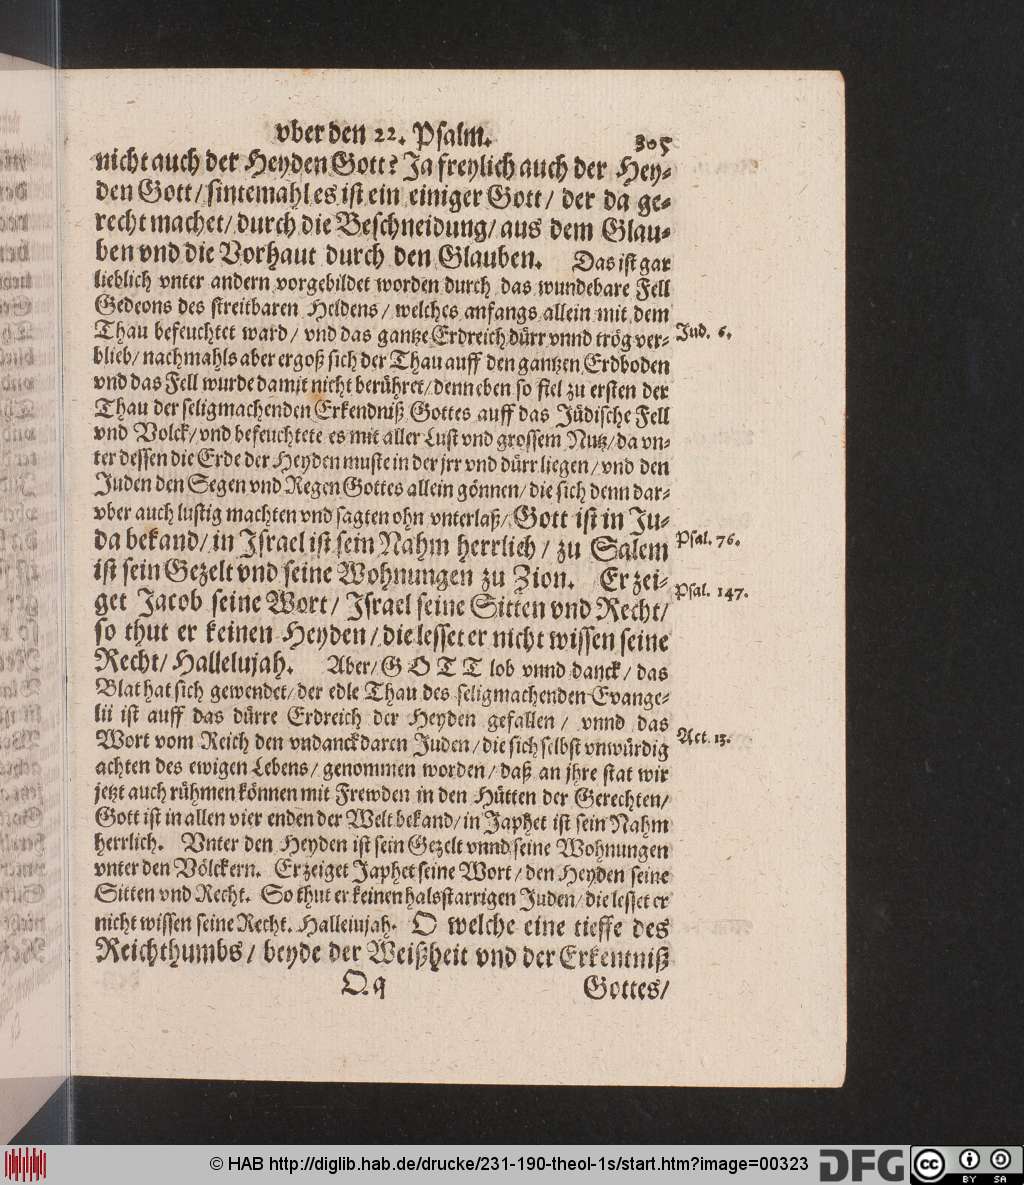 vber den 22. Psalm.
305
nicht auch der Heyden Gott? Ja freylich auch der Hey-
den Gott/ sintemahl es ist ein einiger Gott/ der da ge-
recht machet/ durch die Beschneidung/ aus dem Glau-
ben vnd die Vorhaut durch den Glauben. Das ist gar
lieblich vnter andern vorgebildet worden durch das wundebare Fell
Gedeons des streitbaren Heldens/ welches anfangs allein mit dem
Thau befeuchtet ward/ vnd das gantze Erdreich dürr vnnd trög ver-
Jud. 6.
blieb/ nachmahls aber ergoß sich der Thau auff den gantzen Erdboden
vnd das Fell wurde damit nicht berühret/ denn eben so fiel zu ersten der
Thau der seligmachenden Erkendniß Gottes auff das Jüdische Fell
vnd Volck/ vnd befeuchtete es mit aller Lust vnd grossem Nutz/ da vn-
ter dessen die Erde der Heyden muste in der jrr vnd dürr liegen/ vnd den
Juden den Segen vnd Regen Gottes allein gönnen/ die sich denn dar-
vber auch lustig machten vnd sagten ohn vnterlaß/ Gott ist in Ju-
da bekand/ in Israel ist sein Nahm herrlich/ zu Salem
Psal. 76.
ist sein Gezelt vnd seine Wohnungen zu Zion. Er zei-
Psal. 147.
get Jacob seine Wort/ Israel seine Sitten vnd Recht/
so thut er keinen Heyden/ die lesset er nicht wissen seine
Recht/ Hallelujah. Aber/ GOTT lob vnnd danck/ das
Blat hat sich gewendet/ der edle Thau des seligmachenden Evange-
lii ist auff das dürre Erdreich der Heyden gefallen/ vnnd das
Wort vom Reich den vndanckdaren Juden/ die sich selbst vnwürdig
Act. 13.
achten des ewigen Lebens/ genommen worden/ daß an jhre stat wir
jetzt auch rühmen können mit Frewden in den Hütten der Gerechten/
Gott ist in allen vier enden der Welt bekand/ in Japhet ist sein Nahm
herrlich. Vnter den Heyden ist sein Gezelt vnnd seine Wohnungen
vnter den Völckern. Er zeiget Japhet seine Wort/ den Heyden seine
Sitten vnd Recht. So thut er keinen halsstarrigen Juden/ die lesset er
nicht wissen seine Recht. Hallelujah. O welche eine tieffe des
Reichthumbs/ beyde der Weißheit vnd der Erkentniß
Qq
Gottes/
© HAB http://diglib.hab.de/drucke/231-190-theol-1s/start.htm?image=00323
DFG
cc
BY SA